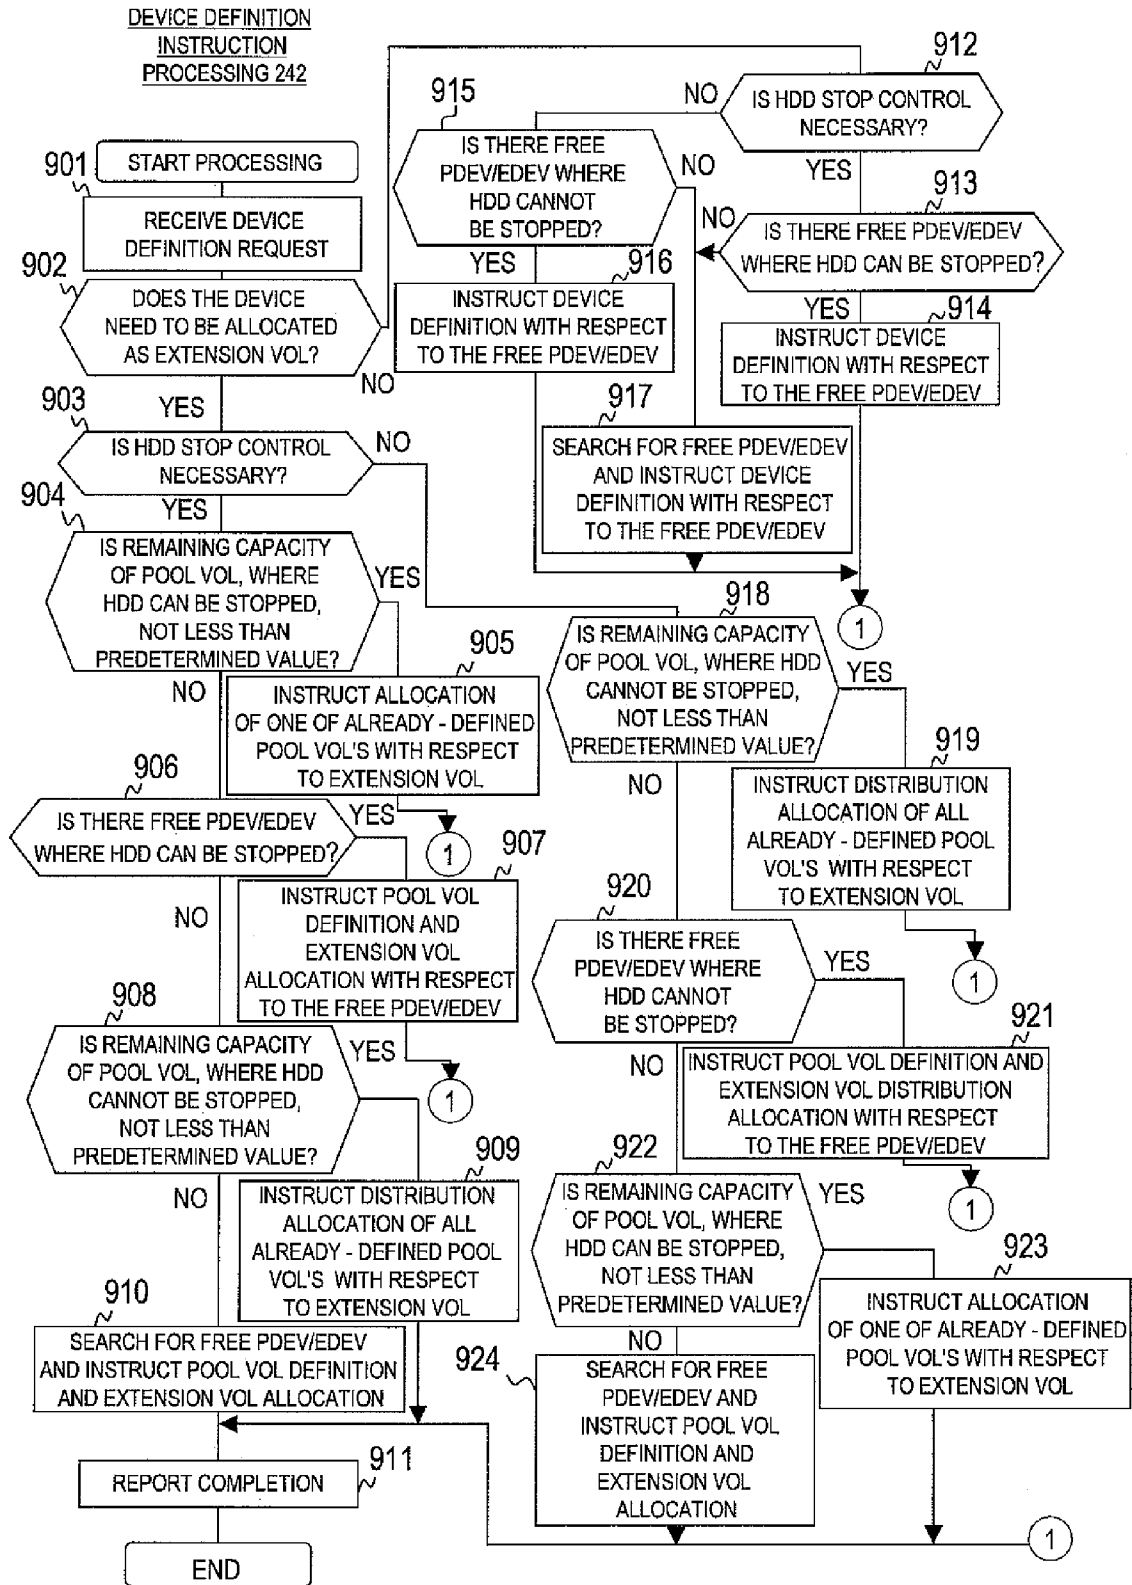 DEVICE DEFINITION
INSTRUCTION
PROCESSING 242
START PROCESSING
901
RECEIVE DEVICE
DEFINITION REQUEST
902
DOES THE DEVICE
NEED TO BE ALLOCATED
AS EXTENSION VOL?
NO
YES
903
IS HDD STOP CONTROL
NECESSARY?
NO
YES
904
IS REMAINING CAPACITY
OF POOL VOL, WHERE
HDD CAN BE STOPPED,
NOT LESS THAN
PREDETERMINED VALUE?
YES
NO
905
INSTRUCT ALLOCATION
OF ONE OF ALREADY - DEFINED
POOL VOL'S WITH RESPECT
TO EXTENSION VOL
1
906
IS THERE FREE PDEV/EDEV
WHERE HDD CAN BE STOPPED?
YES
NO
907
INSTRUCT POOL VOL
DEFINITION AND
EXTENSION VOL
ALLOCATION WITH RESPECT
TO THE FREE PDEV/EDEV
1
908
IS REMAINING CAPACITY
OF POOL VOL, WHERE HDD
CANNOT BE STOPPED,
NOT LESS THAN
PREDETERMINED VALUE?
YES
NO
909
INSTRUCT DISTRIBUTION
ALLOCATION OF ALL
ALREADY - DEFINED POOL
VOL'S WITH RESPECT
TO EXTENSION VOL
910
SEARCH FOR FREE PDEV/EDEV
AND INSTRUCT POOL VOL DEFINITION
AND EXTENSION VOL ALLOCATION
911
REPORT COMPLETION
END
912
IS HDD STOP CONTROL
NECESSARY?
NO
YES
913
IS THERE FREE PDEV/EDEV
WHERE HDD CAN BE STOPPED?
NO
YES
914
INSTRUCT DEVICE
DEFINITION WITH RESPECT
TO THE FREE PDEV/EDEV
915
IS THERE FREE
PDEV/EDEV WHERE
HDD CANNOT
BE STOPPED?
NO
YES
916
INSTRUCT DEVICE
DEFINITION WITH RESPECT
TO THE FREE PDEV/EDEV
917
SEARCH FOR FREE PDEV/EDEV
AND INSTRUCT DEVICE
DEFINITION WITH RESPECT
TO THE FREE PDEV/EDEV
1
918
IS REMAINING CAPACITY
OF POOL VOL, WHERE HDD
CANNOT BE STOPPED,
NOT LESS THAN
PREDETERMINED VALUE?
YES
NO
919
INSTRUCT DISTRIBUTION
ALLOCATION OF ALL
ALREADY - DEFINED POOL
VOL'S WITH RESPECT
TO EXTENSION VOL
1
920
IS THERE FREE
PDEV/EDEV WHERE
HDD CANNOT
BE STOPPED?
YES
NO
921
INSTRUCT POOL VOL DEFINITION AND
EXTENSION VOL DISTRIBUTION
ALLOCATION WITH RESPECT
TO THE FREE PDEV/EDEV
1
922
IS REMAINING CAPACITY
OF POOL VOL, WHERE
HDD CAN BE STOPPED,
NOT LESS THAN
PREDETERMINED VALUE?
YES
NO
923
INSTRUCT ALLOCATION
OF ONE OF ALREADY - DEFINED
POOL VOL'S WITH RESPECT
TO EXTENSION VOL
924
SEARCH FOR FREE
PDEV/EDEV AND
INSTRUCT POOL VOL
DEFINITION AND
EXTENSION VOL
ALLOCATION
1